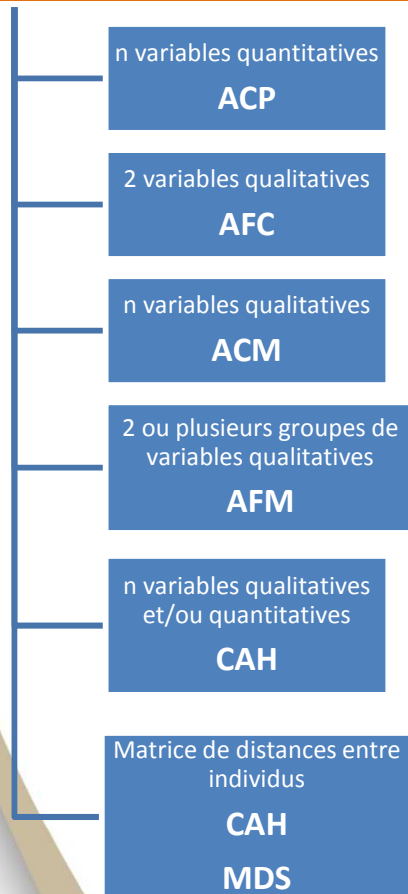 n variables quantitatives
ACP
2 variables qualitatives
AFC
n variables qualitatives
ACM
2 ou plusieurs groupes de
variables qualitatives
AFM
n variables qualitatives
et/ou quantitatives
CAH
Matrice de distances entre
individus
CAH
MDS